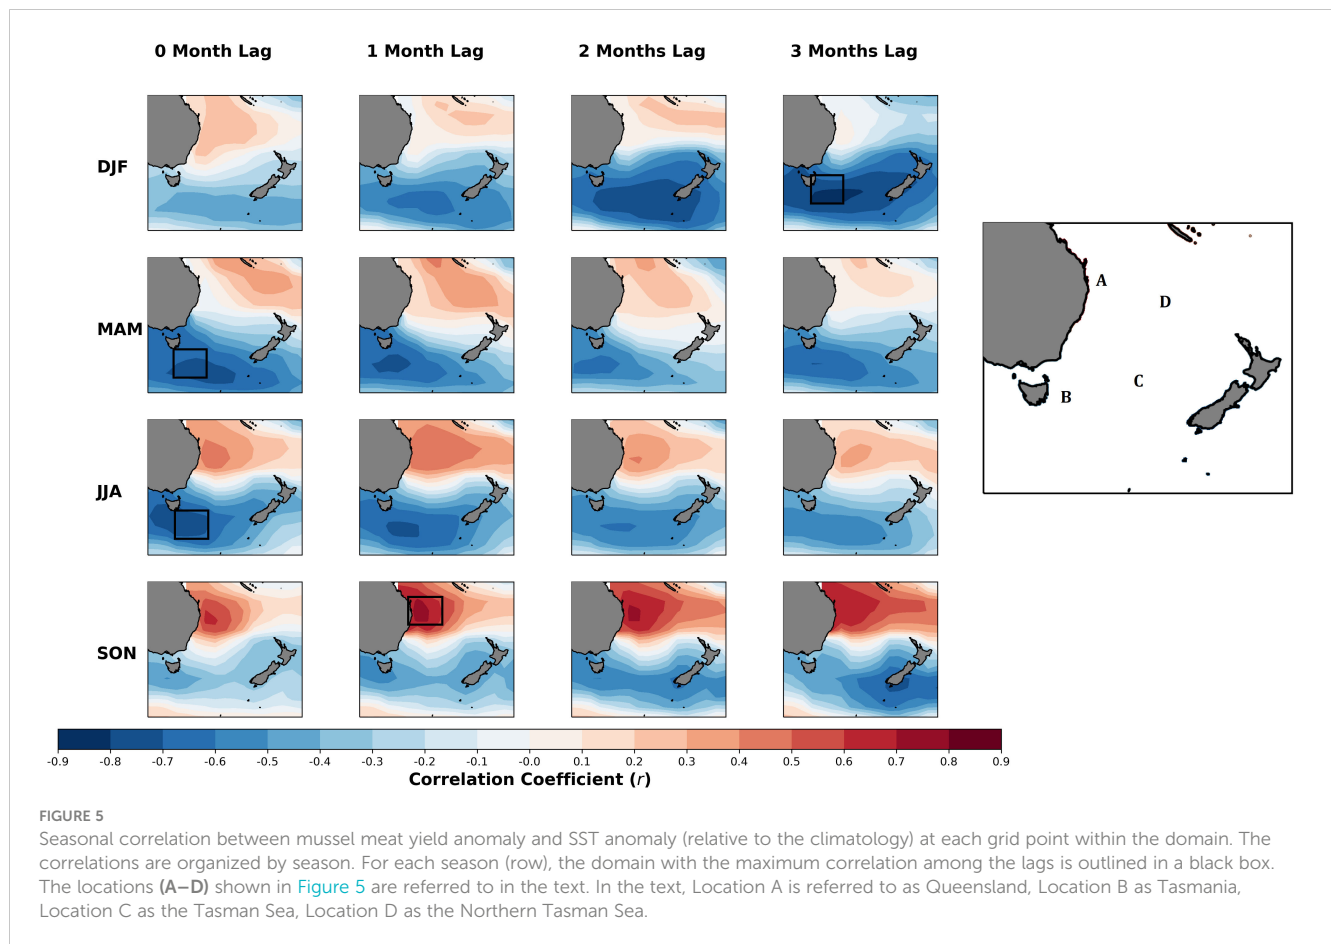 0 Month Lag 1 Month Lag 2 Months Lag 3 Months Lag
DJF
MAM
JJA
SON
A
D
C
B
-0.9 -0.8 -0.7 -0.6 -0.5 -0.4 -0.3 -0.2 -0.1 -0.0 0.1 0.2 0.3 0.4 0.5 0.6 0.7 0.8 0.9
Correlation Coefficient (r)
FIGURE 5
Seasonal correlation between mussel meat yield anomaly and SST anomaly (relative to the climatology) at each grid point within the domain. The
correlations are organized by season. For each season (row), the domain with the maximum correlation among the lags is outlined in a black box.
The locations (A–D) shown in Figure 5 are referred to in the text. In the text, Location A is referred to as Queensland, Location B as Tasmania,
Location C as the Tasman Sea, Location D as the Northern Tasman Sea.